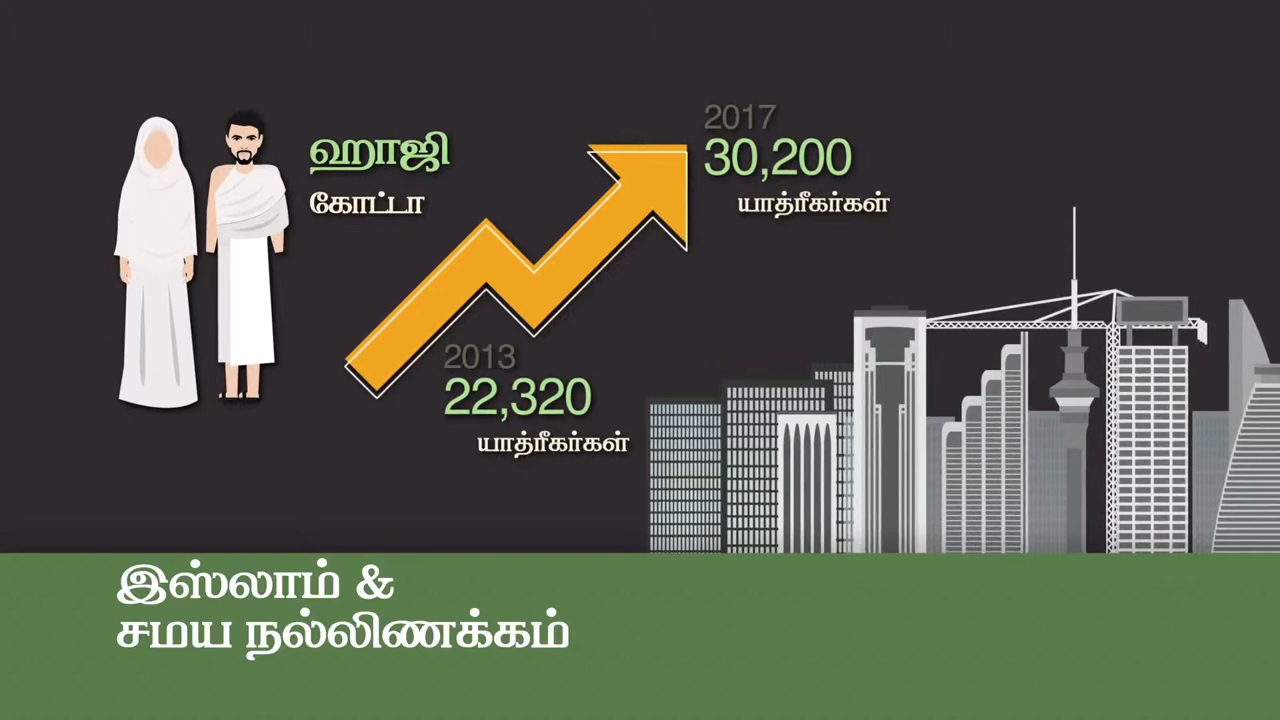 ஹாஜி
கோட்டா
2017
30,200
யாத்ரீகர்கள்
2013
22,320
யாத்ரீகர்கள்
இஸ்லாம் &
சமய நல்லிணக்கம்